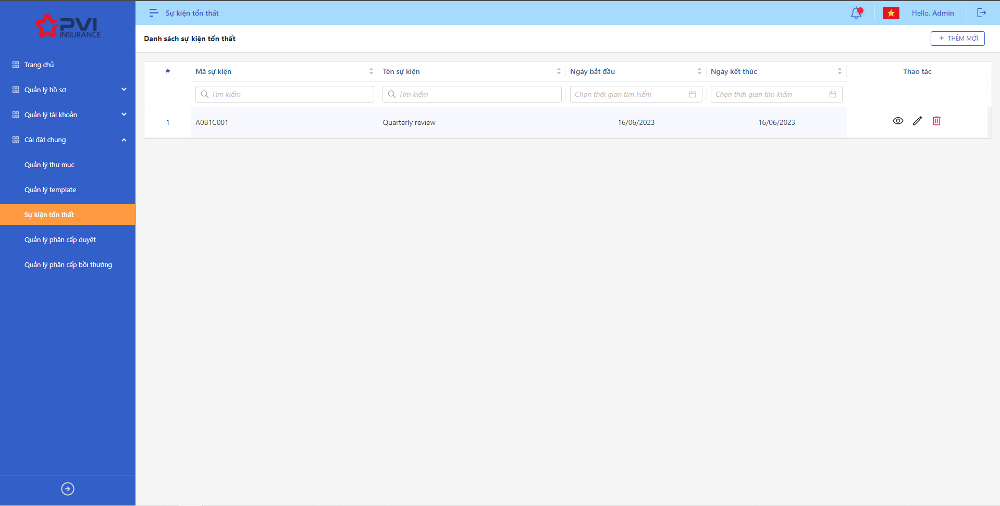 PVI
INSURANCE
Sự kiện tổn thất
Hello, Admin
Danh sách sự kiện tổn thất
+ THÊM MỚI
Trang chủ
Quản lý hồ sơ
Quản lý tài khoản
Cài đặt chung
Quản lý thư mục
Quản lý template
Sự kiện tổn thất
Quản lý phân cấp duyệt
Quản lý phân cấp bồi thường
# Mã sự kiện Tên sự kiện Ngày bắt đầu Ngày kết thúc Thao tác
Tìm kiếm Tìm kiếm Chọn thời gian tìm kiếm Chọn thời gian tìm kiếm
1 A0B1C001 Quarterly review 16/06/2023 16/06/2023